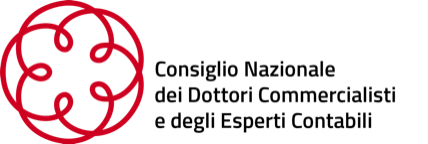 Consiglio Nazionale
dei Dottori Commercialisti
e degli Esperti Contabili